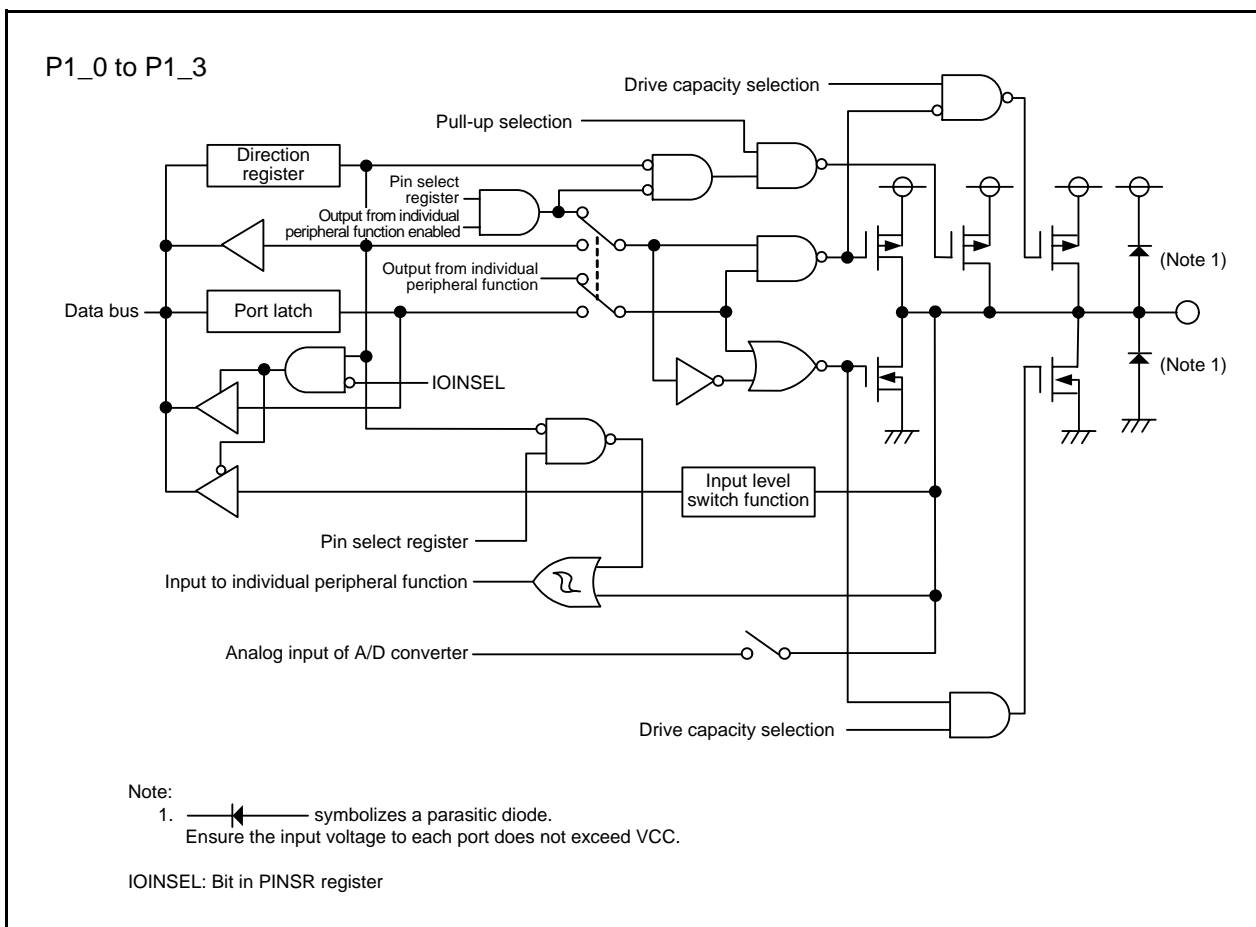 P1_0 to P1_3
Drive capacity selection
Pull-up selection
Direction
register
Pin select
register
Output from individual
peripheral function enabled
(Note 1)
Output from individual
peripheral function
Data bus
Port latch
(Note 1)
IOINSEL
Input level
switch function
Pin select register
Input to individual peripheral function
Analog input of A/D converter
Drive capacity selection
Note:
1. symbolizes a parasitic diode.
Ensure the input voltage to each port does not exceed VCC.
IOINSEL: Bit in PINSR register